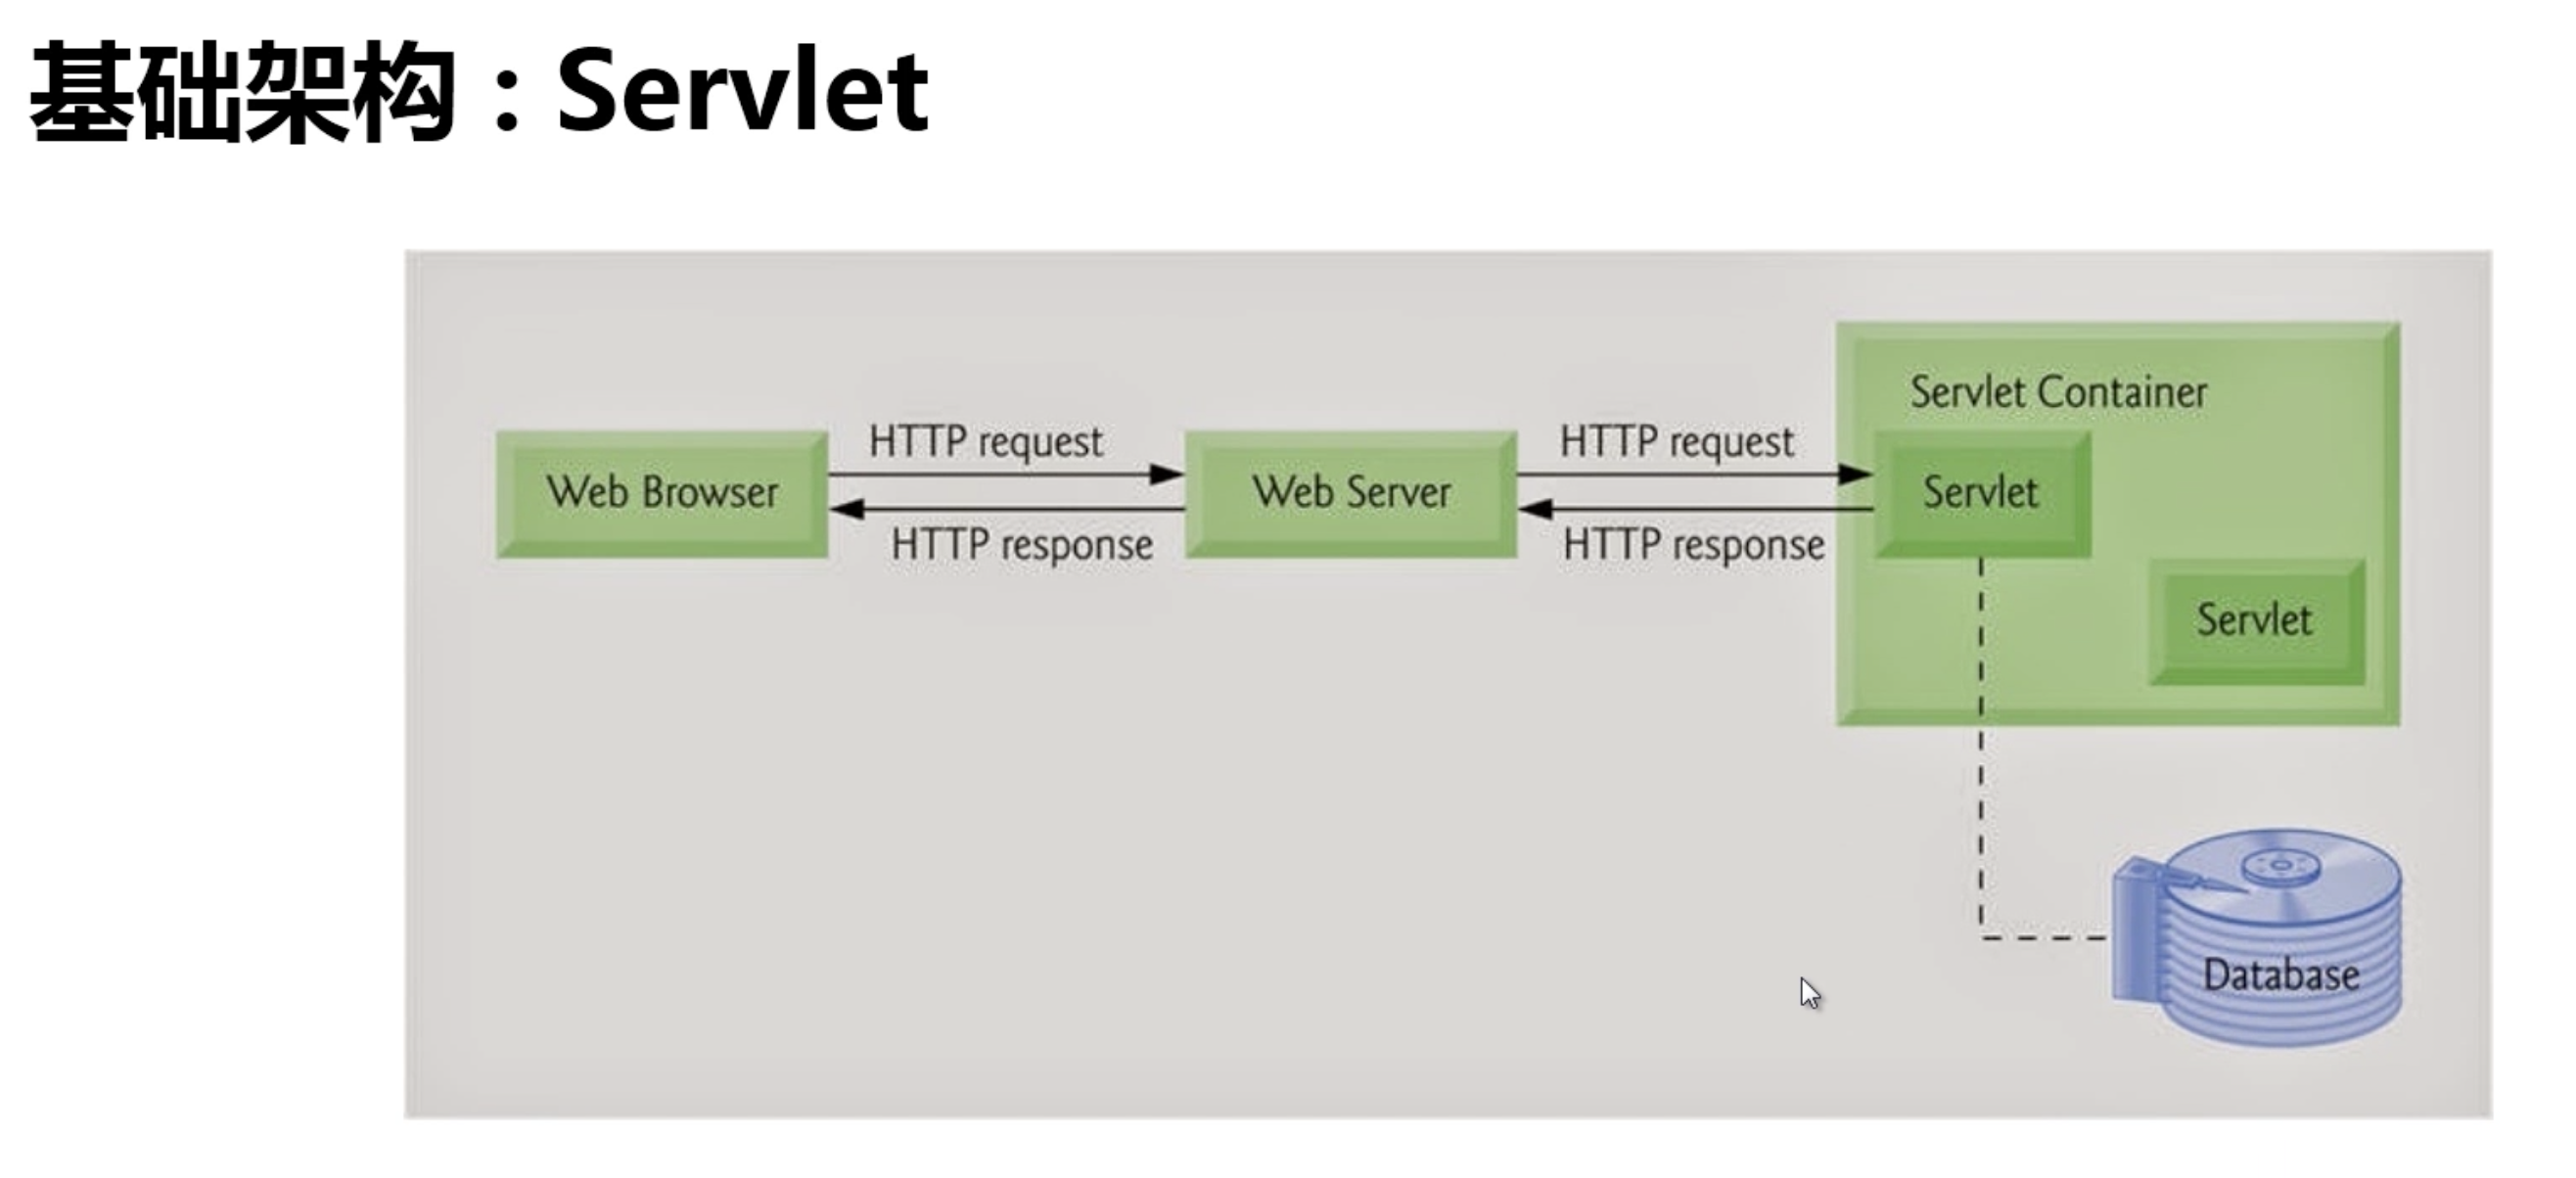 基础架构：Servlet
Servlet Container
HTTP request
HTTP request
Web Browser
Web Server
Servlet
HTTP response
HTTP response
Servlet
Database